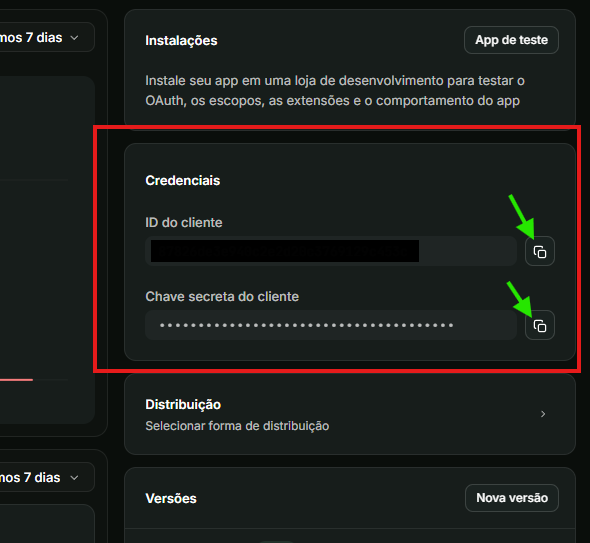 mos 7 dias
Instalações
App de teste
Instale seu app em uma loja de desenvolvimento para testar o
OAuth, os escopos, as extensões e o comportamento do app
Credenciais
ID do cliente
Chave secreta do cliente
••••••••••••••••••••••••••••••••••••••
Distribuição
Selecionar forma de distribuição
mos 7 dias
Versões
Nova versão